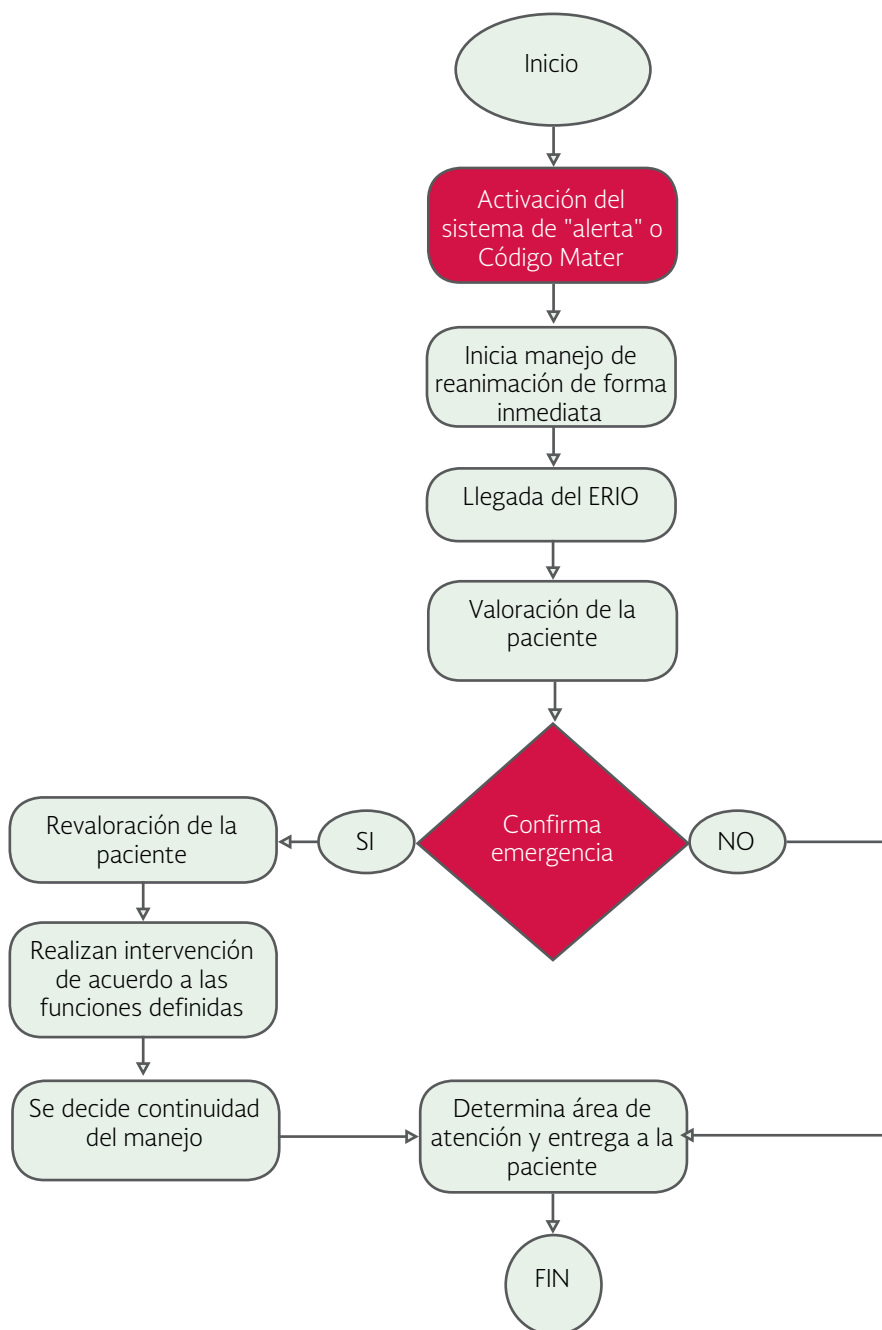 Inicio
Activación del
sistema de "alerta" o
Código Mater
Inicia manejo de
reanimación de forma
inmediata
Llegada del ERIO
Valoración de la
paciente
Confirma
emergencia
SI
NO
Revaloración de la
paciente
Realizan intervención
de acuerdo a las
funciones definidas
Se decide continuidad
del manejo
Determina área de
atención y entrega a la
paciente
FIN